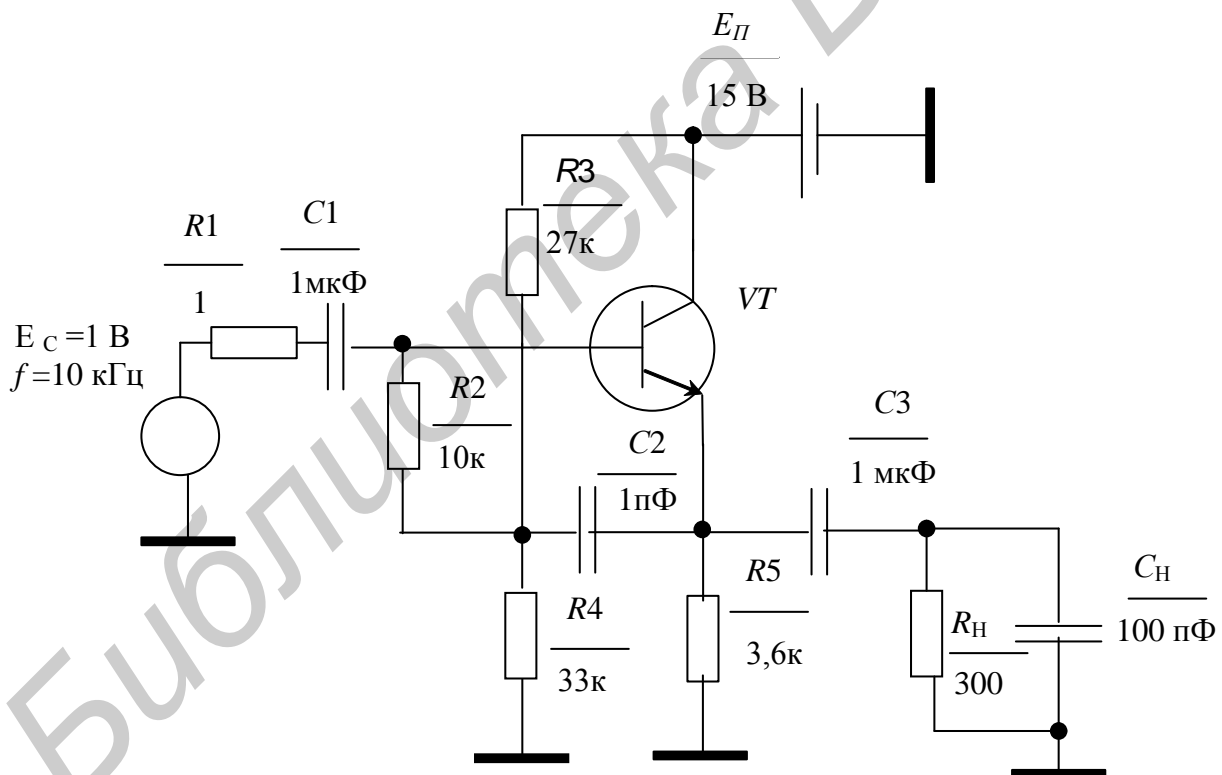 E_П
15 В
R3
27к
R1
1
C1
1мкФ
VT
E C =1 В
f =10 кГц
R2
10к
C2
1пФ
C3
1 мкФ
R4
33к
R5
3,6к
R_Н
300
C_Н
100 пФ
Библиотека